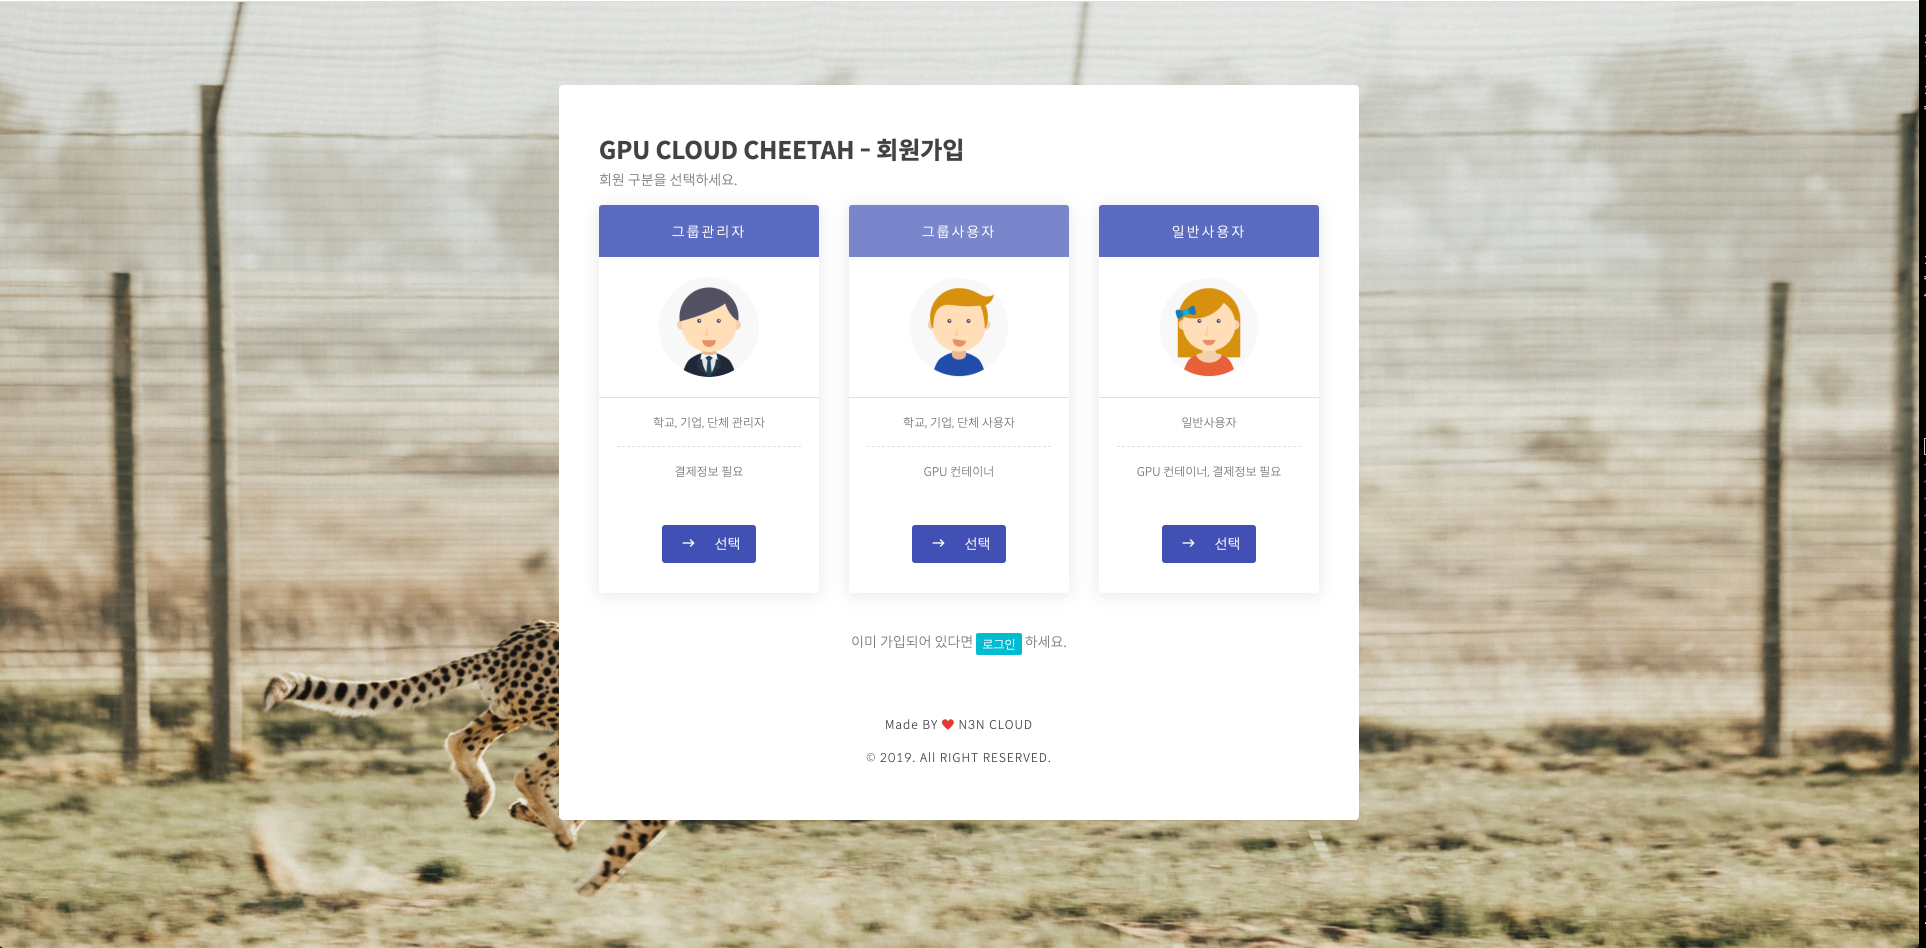 GPU CLOUD CHEETAH - 회원가입
회원 구분을 선택하세요.
그룹관리자
학교, 기업, 단체 관리자
결제정보 필요
선택
그룹사용자
학교, 기업, 단체 사용자
GPU 컨테이너
선택
일반사용자
일반사용자
GPU 컨테이너, 결제정보 필요
선택
이미 가입되어 있다면 로그인 하세요.
Made BY ❤ N3N CLOUD
© 2019. All RIGHT RESERVED.